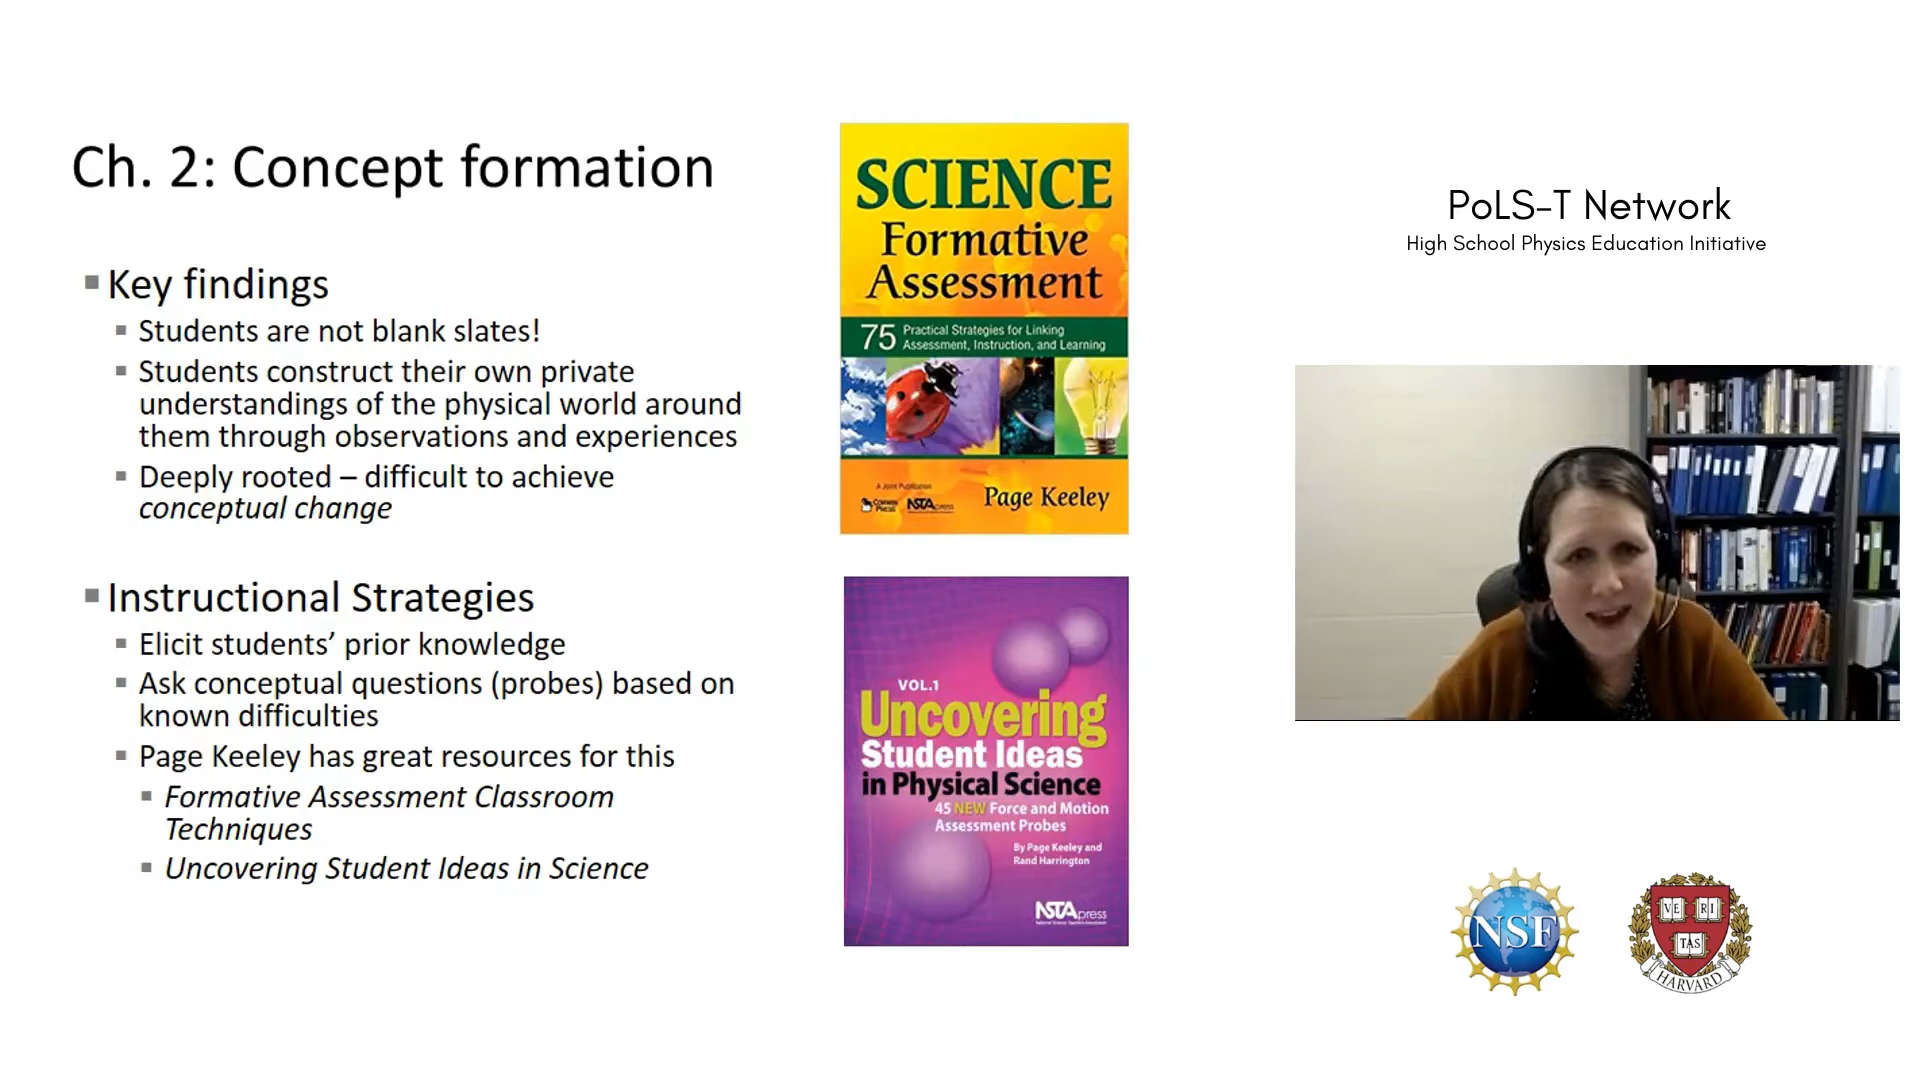 Ch. 2: Concept formation
Key findings
Students are not blank slates!
Students construct their own private
understandings of the physical world around
them through observations and experiences
Deeply rooted – difficult to achieve
conceptual change
Instructional Strategies
Elicit students’ prior knowledge
Ask conceptual questions (probes) based on
known difficulties
Page Keeley has great resources for this
Formative Assessment Classroom
Techniques
Uncovering Student Ideas in Science
SCIENCE
Formative
Assessment
75 Practical Strategies for Linking
Assessment, Instruction, and Learning
A Joint Publication
CORWIN
PRESS
NSTApress
Page Keeley
VOL.1
Uncovering
Student Ideas
in Physical Science
45 NEW Force and Motion
Assessment Probes
By Page Keeley and
Rand Harrington
NSTApress
PoLS-T Network
High School Physics Education Initiative
NSF
VE RI
TAS
HARVARD